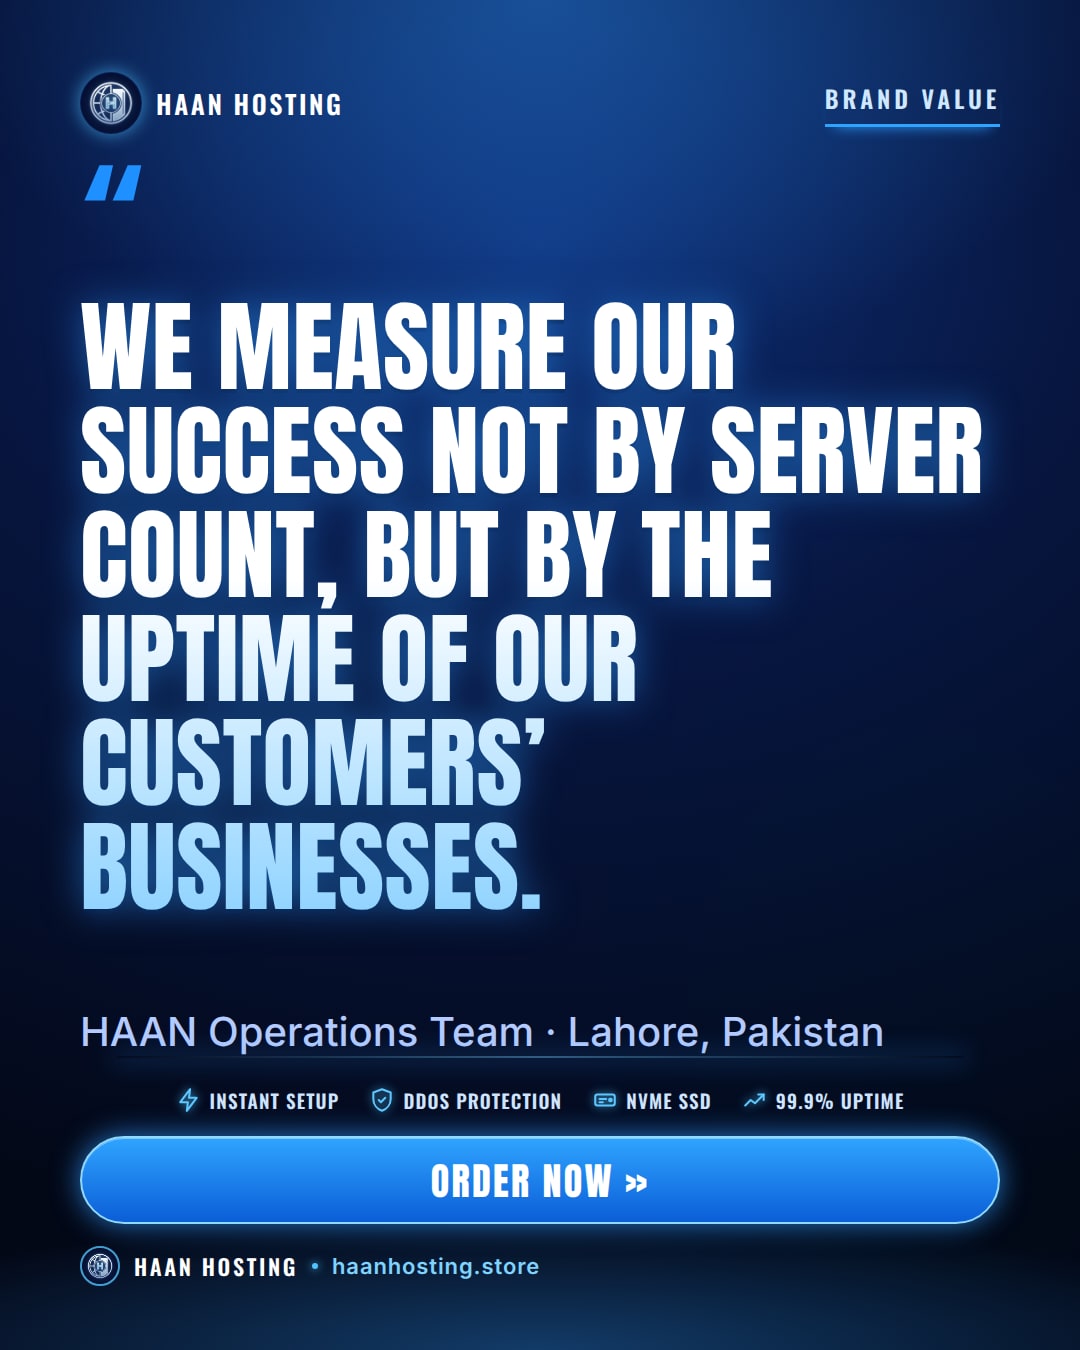 HAAN HOSTING
BRAND VALUE
“
WE MEASURE OUR
SUCCESS NOT BY SERVER
COUNT, BUT BY THE
UPTIME OF OUR
CUSTOMERS’
BUSINESSES.
HAAN Operations Team · Lahore, Pakistan
INSTANT SETUP DDOS PROTECTION NVME SSD 99.9% UPTIME
ORDER NOW »
HAAN HOSTING • haanhosting.store